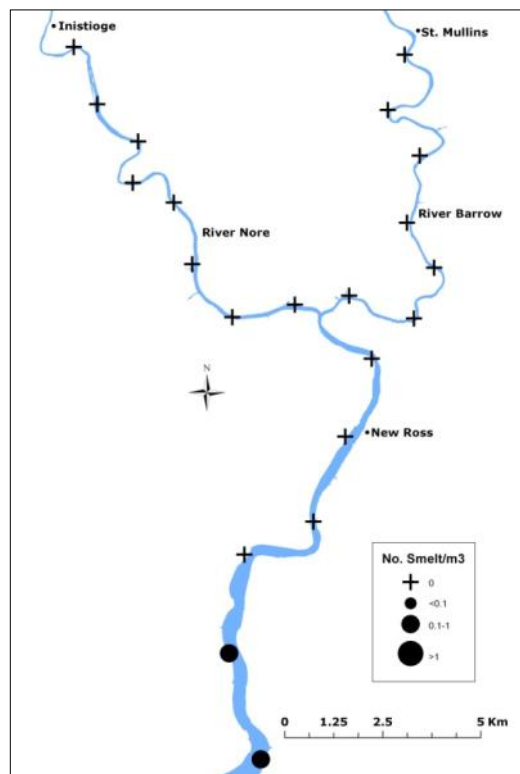 Inistioge
St. Mullins
River Barrow
River Nore
N
New Ross
No. Smelt/m3
0
<0.1
0.1-1
>1
0 1.25 2.5 5 Km